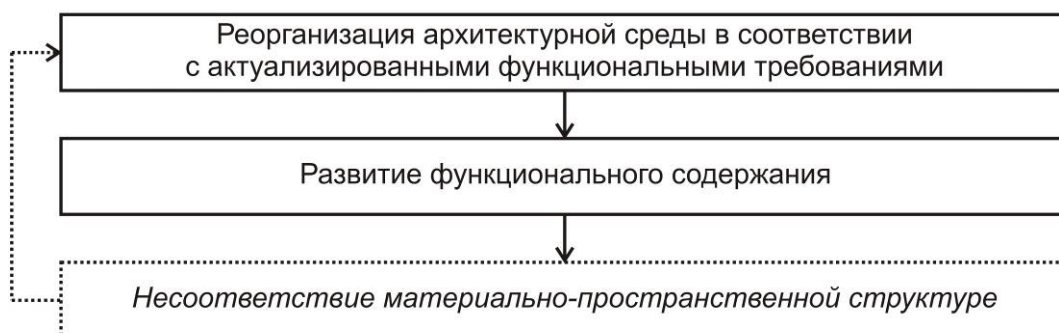 Реорганизация архитектурной среды в соответствии
с актуализированными функциональными требованиями
Развитие функционального содержания
Несоответствие материально-пространственной структуре